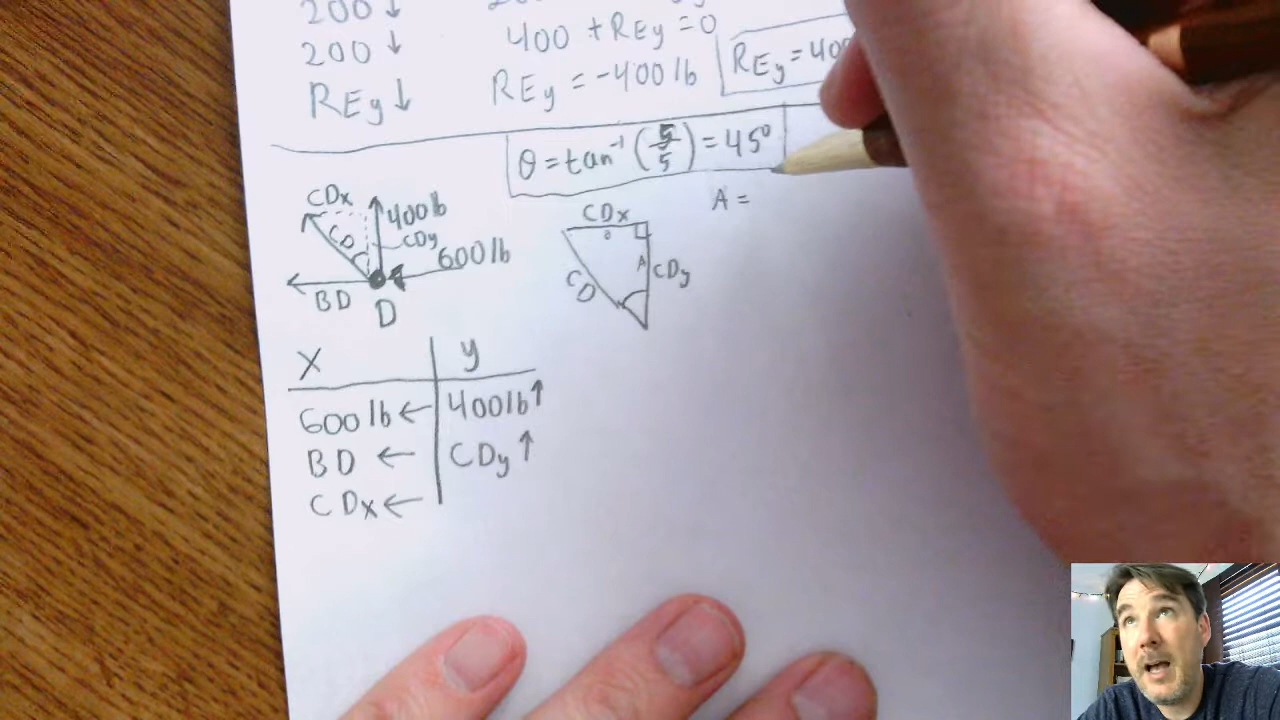 200 ↓
200 ↓
400 + REy = 0
REy ↓
REy = -400 lb
REy = 400
θ = tan⁻¹ (5/5) = 45°
A =
CDx
400 lb
CD
CDy
600 lb
BD
D
CDx
O
A
CDy
CD
X
y
600 lb ←
400 lb ↑
BD ←
CDy ↑
CDx ←